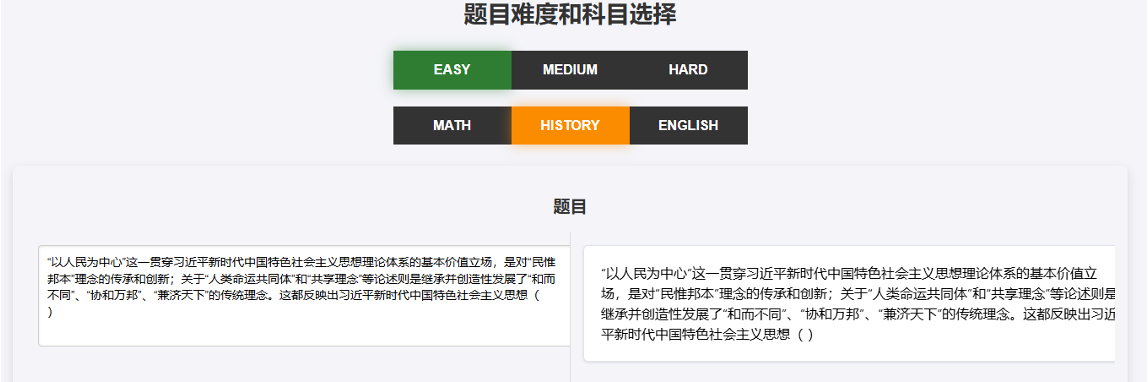 题目难度和科目选择
EASY MEDIUM HARD
MATH HISTORY ENGLISH
题目
“以人民为中心”这一贯穿习近平新时代中国特色社会主义思想理论体系的基本价值立场，是对“民惟
邦本”理念的传承和创新；关于“人类命运共同体”和“共享理念”等论述则是继承并创造性发展了“和而
不同”、“协和万邦”、“兼济天下”的传统理念。这都反映出习近平新时代中国特色社会主义思想（
）
“以人民为中心”这一贯穿习近平新时代中国特色社会主义思想理论体系的基本价值立
场，是对“民惟邦本”理念的传承和创新；关于“人类命运共同体”和“共享理念”等论述则是
继承并创造性发展了“和而不同”、“协和万邦”、“兼济天下”的传统理念。这都反映出习近
平新时代中国特色社会主义思想（ ）